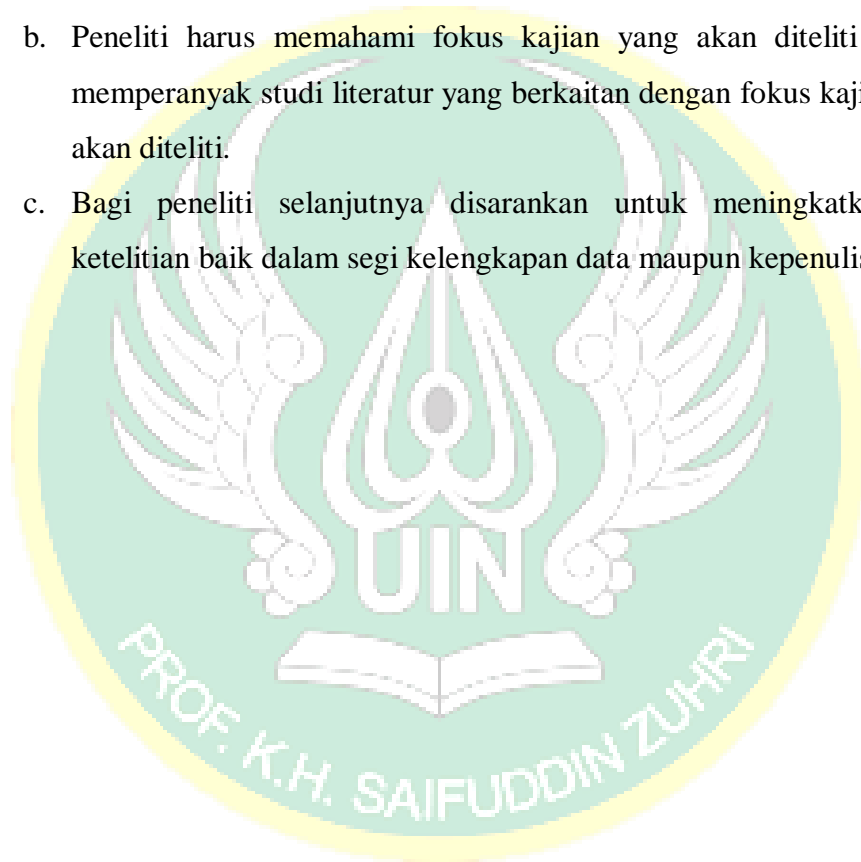 b. Peneliti harus memahami fokus kajian yang akan diteliti
memperanyak studi literatur yang berkaitan dengan fokus kaji
akan diteliti.
c. Bagi peneliti selanjutnya disarankan untuk meningkatk
ketelitian baik dalam segi kelengkapan data maupun kepenulis
UIN
PROF. K.H. SAIFUDDIN ZUHRI